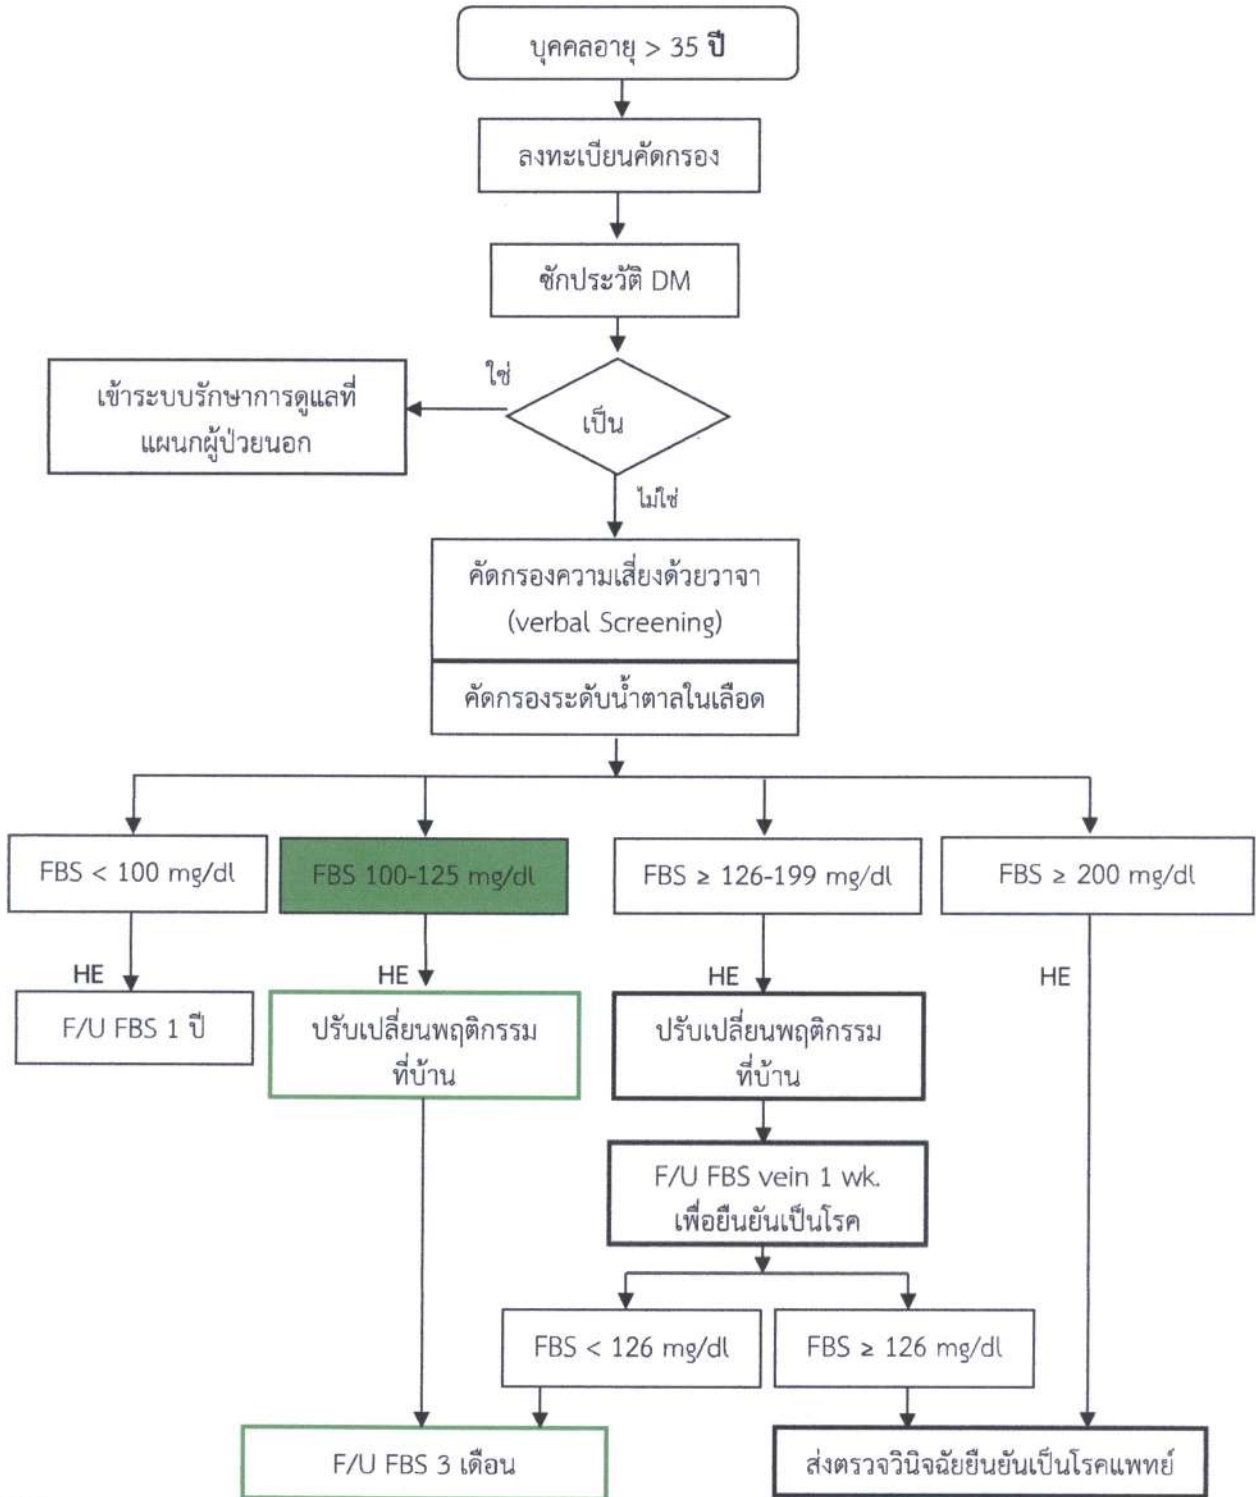 บุคคลอายุ > 35 ปี
ลงทะเบียนคัดกรอง
ซักประวัติ DM
ใช่
เข้าระบบรักษาการดูแลที่
แผนกผู้ป่วยนอก
เป็น
ไม่ใช่
คัดกรองความเสี่ยงด้วยวาจา
(verbal Screening)
คัดกรองระดับน้ำตาลในเลือด
FBS < 100 mg/dl
FBS 100-125 mg/dl
FBS ≥ 126-199 mg/dl
FBS ≥ 200 mg/dl
HE
HE
HE
HE
F/U FBS 1 ปี
ปรับเปลี่ยนพฤติกรรม
ที่บ้าน
ปรับเปลี่ยนพฤติกรรม
ที่บ้าน
F/U FBS vein 1 wk.
เพื่อยืนยันเป็นโรค
FBS < 126 mg/dl
FBS ≥ 126 mg/dl
F/U FBS 3 เดือน
ส่งตรวจวินิจฉัยยืนยันเป็นโรคแพทย์